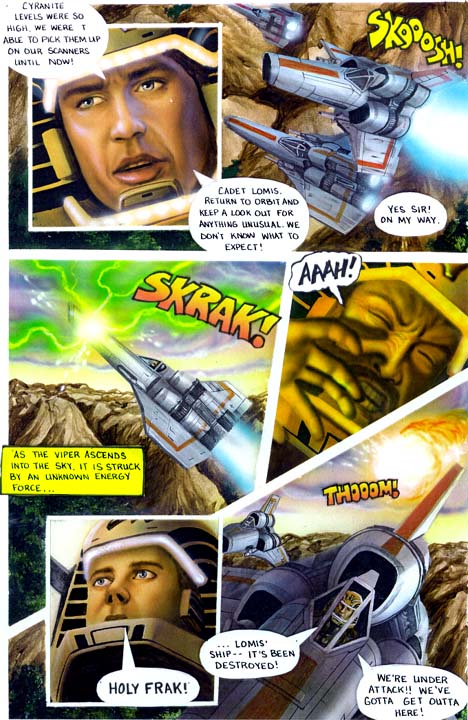 CYRANITE
LEVELS WERE SO
HIGH, WE WERE T
ABLE TO PICK THEM UP
ON OUR SCANNERS
UNTIL NOW!
SKOOOSH!
CADET LOMIS.
RETURN TO ORBIT AND
KEEP A LOOK OUT FOR
ANYTHING UNUSUAL. WE
DON'T KNOW WHAT TO
EXPECT!
YES SIR!
ON MY WAY.
SKRAK!
AAAH!
AS THE VIPER ASCENDS
INTO THE SKY, IT IS STRUCK
BY AN UNKNOWN ENERGY
FORCE...
THOOOM!
HOLY FRAK!
... LOMIS'
SHIP-- IT'S BEEN
DESTROYED!
WE'RE UNDER
ATTACK!! WE'VE
GOTTA GET OUTTA
HERE!